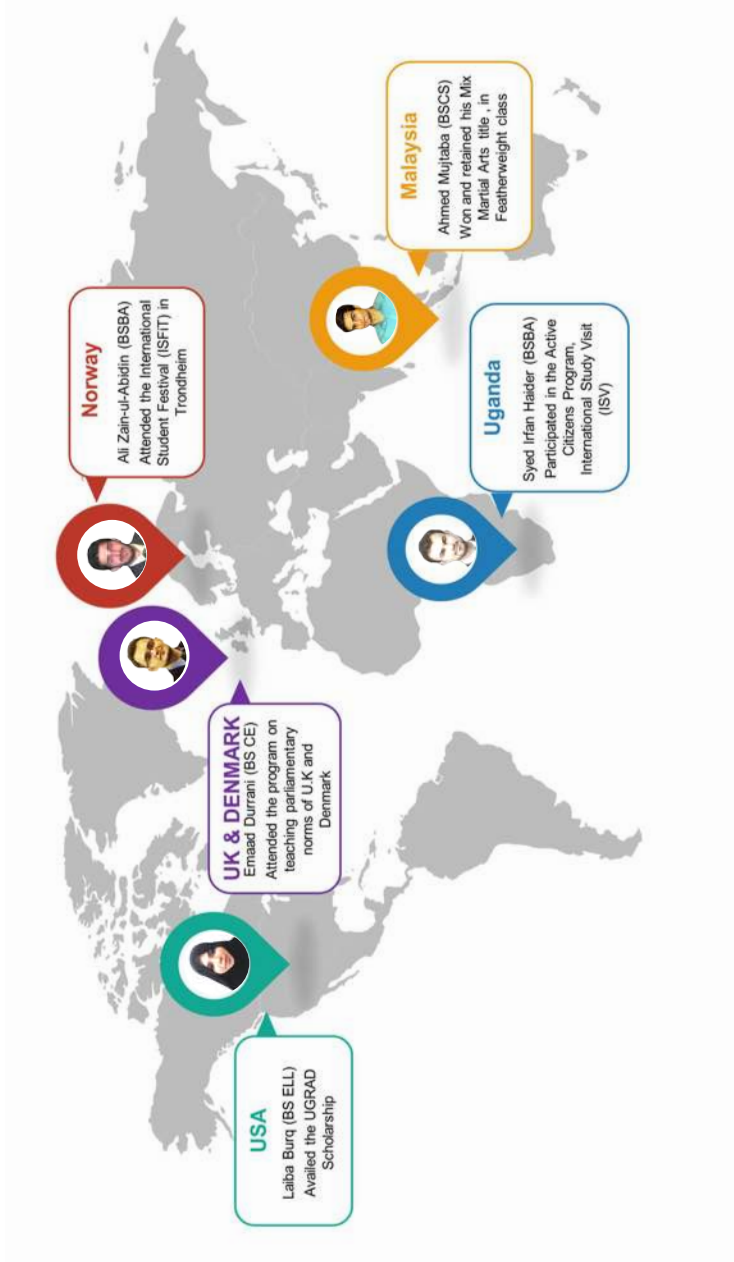 USA
Laiba Burq (BS ELL)
Availed the UGRAD
Scholarship
UK & DENMARK
Emaad Durrani (BS CE)
Attended the program on
teaching parliamentary
norms of U.K and
Denmark
Norway
Ali Zain-ul-Abidin (BSBA)
Attended the International
Student Festival (ISFiT) in
Trondheim
Uganda
Syed Irfan Haider (BSBA)
Participated in the Active
Citizens Program,
International Study Visit
(ISV)
Malaysia
Ahmed Mujtaba (BSCS)
Won and retained his Mix
Martial Arts title , in
Featherweight class